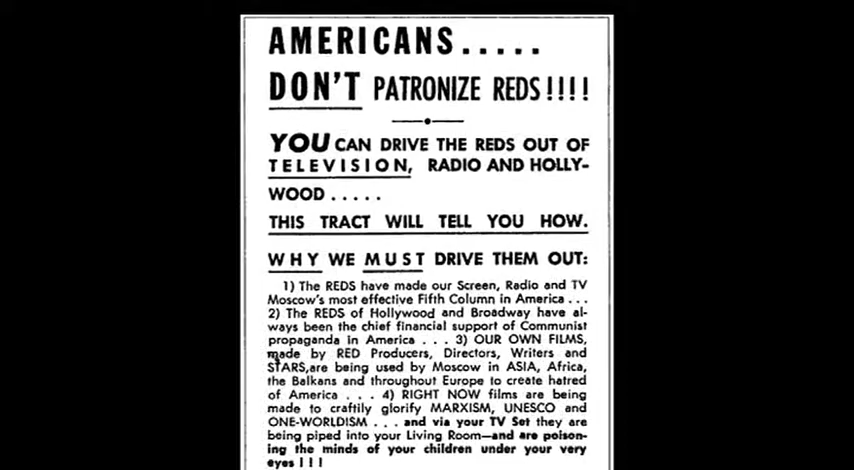 AMERICANS.....
DON'T PATRONIZE REDS!!!!
YOU CAN DRIVE THE REDS OUT OF
TELEVISION, RADIO AND HOLLY-
WOOD.....
THIS TRACT WILL TELL YOU HOW.
WHY WE MUST DRIVE THEM OUT:
1) The REDS have made our Screen, Radio and TV
Moscow's most effective Fifth Column in America . . .
2) The REDS of Hollywood and Broadway have al-
ways been the chief financial support of Communist
propaganda in America . . . 3) OUR OWN FILMS,
made by RED Producers, Directors, Writers and
STARS,are being used by Moscow in ASIA, Africa,
the Balkans and throughout Europe to create hatred
of America . . . 4) RIGHT NOW films are being
made to craftily glorify MARXISM, UNESCO and
ONE-WORLDISM . . . and via your TV Set they are
being piped into your Living Room—and are poison-
ing the minds of your children under your very
eyes ! ! !